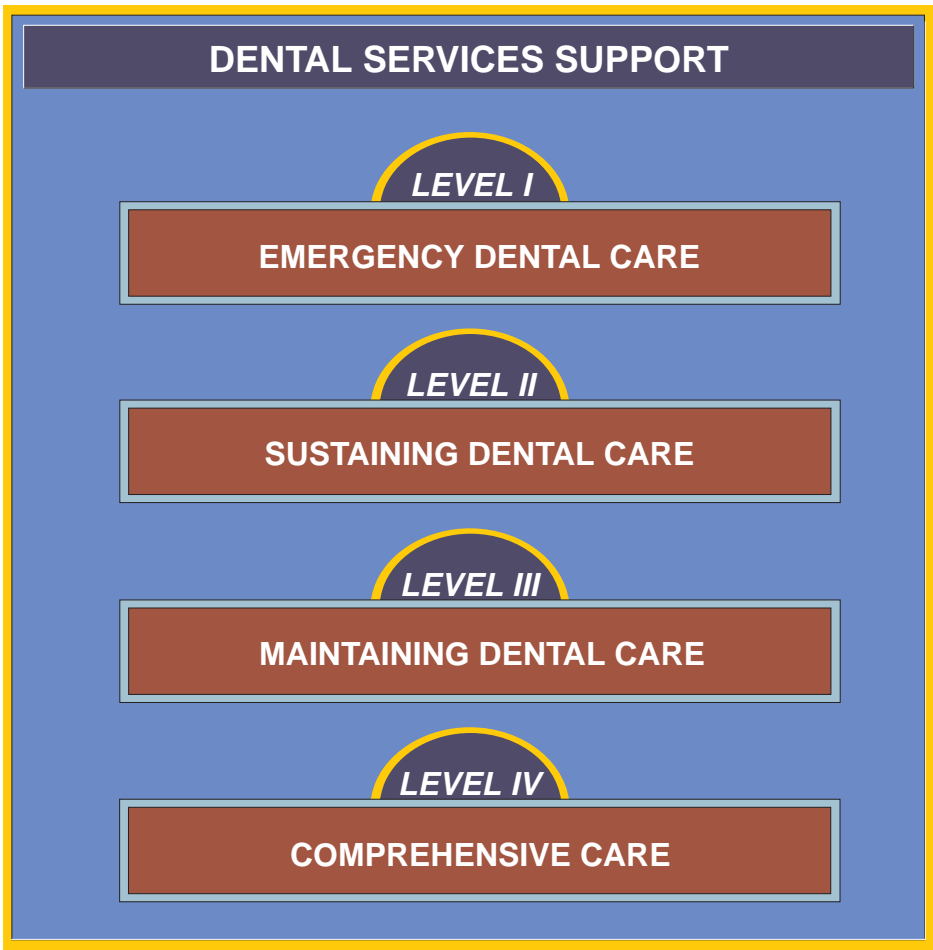 DENTAL SERVICES SUPPORT
LEVEL I
EMERGENCY DENTAL CARE
LEVEL II
SUSTAINING DENTAL CARE
LEVEL III
MAINTAINING DENTAL CARE
LEVEL IV
COMPREHENSIVE CARE